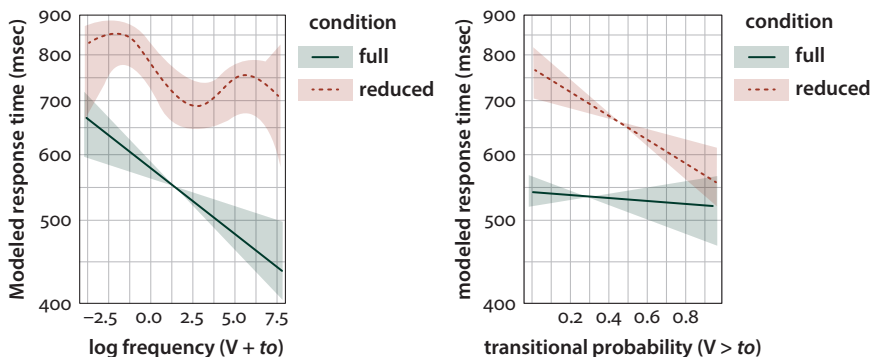 Modeled response time (msec)
900
800
700
600
500
400
−2.5 0.0 2.5 5.0 7.5
log frequency (V + to)
condition
full
reduced
modeled response time (msec)
900
800
700
600
500
400
0.2 0.4 0.6 0.8
transitional probability (V > to)
condition
full
reduced